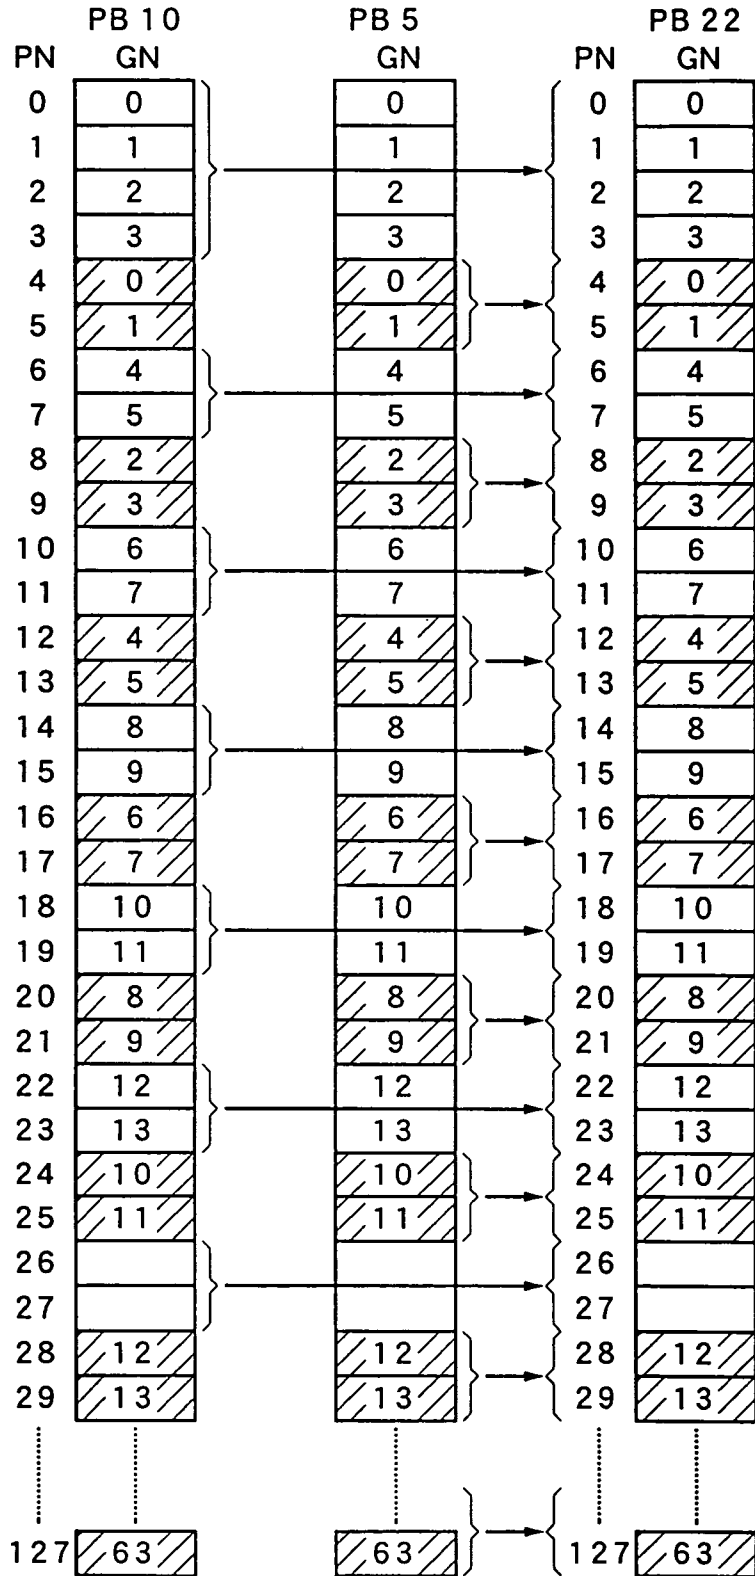 PB 10 PB 5 PB 22
PN GN GN PN GN
0 0 0 0 0
1 1 1 1 1
2 2 2 2 2
3 3 3 3 3
4 0 0 4 0
5 1 1 5 1
6 4 4 6 4
7 5 5 7 5
8 2 2 8 2
9 3 3 9 3
10 6 6 10 6
11 7 7 11 7
12 4 4 12 4
13 5 5 13 5
14 8 8 14 8
15 9 9 15 9
16 6 6 16 6
17 7 7 17 7
18 10 10 18 10
19 11 11 19 11
20 8 8 20 8
21 9 9 21 9
22 12 12 22 12
23 13 13 23 13
24 10 10 24 10
25 11 11 25 11
26 26
27 27
28 12 12 28 12
29 13 13 29 13
127 63 63 127 63